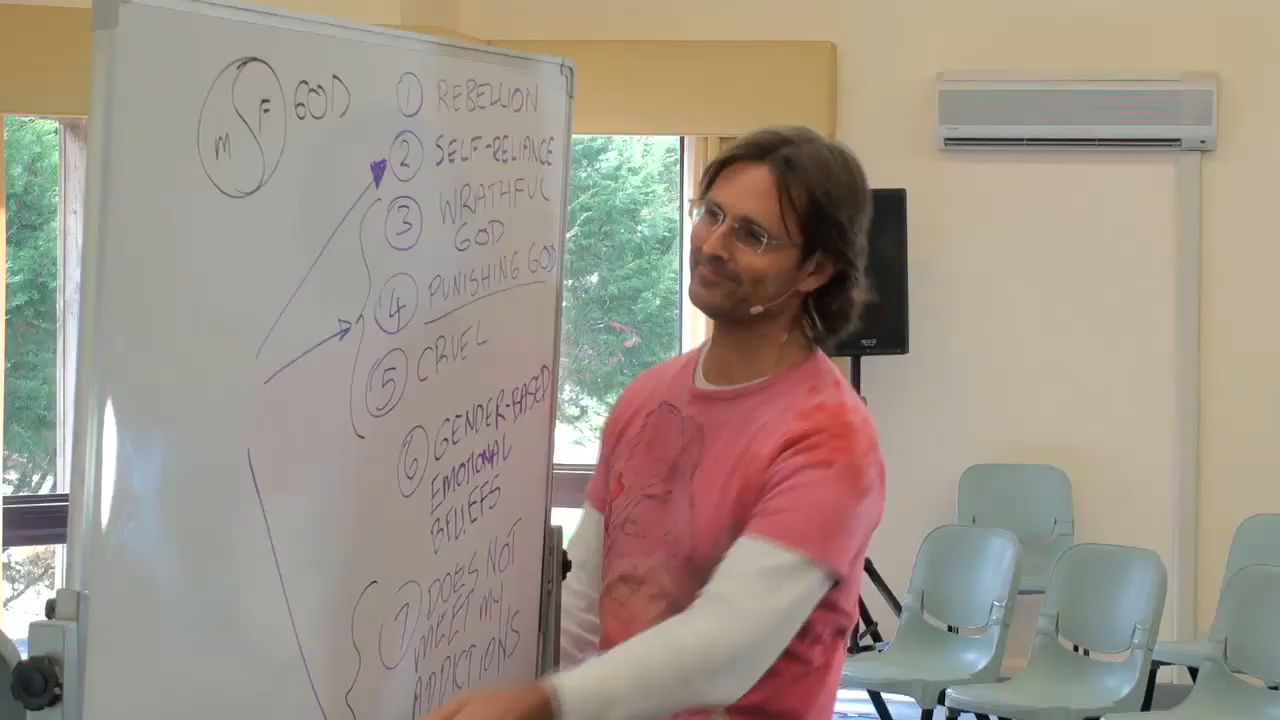 M F GOD
① REBELLION
② SELF-RELIANCE
③ WRATHFUL
GOD
④ PUNISHING GOD
⑤ CRUEL
⑥ GENDER-BASED
EMOTIONAL
BELIEFS
⑦ DOES NOT
MEET MY
ADDICTIONS